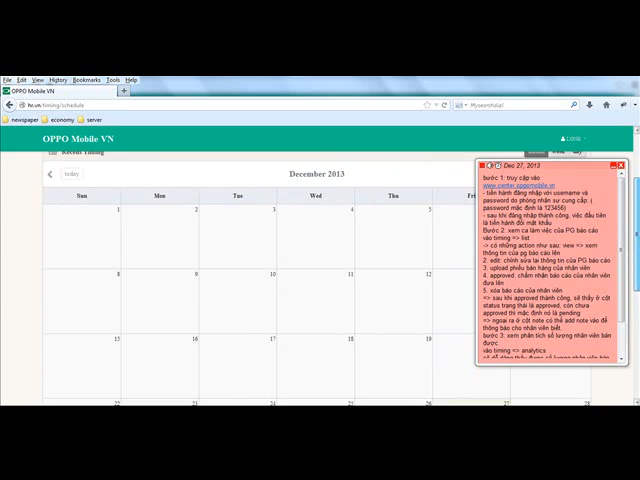 File Edit View History Bookmarks Tools Help
OPPO Mobile VN
hr.vn/timing/schedule
Mysearchdial
newspaper economy server
OPPO Mobile VN
LONG
Recent Timing
today
December 2013
Sun Mon Tue Wed Thu Fri
1 2 3 4 5
8 9 10 11 12
15 16 17 18 19
22 23 24 25 26 27 28
Dec 27, 2013
bước 1: truy cập vào
www.center.oppomobile.vn
- tiến hành đăng nhập với username và
password do phòng nhân sự cung cấp: (
password mặc định là 123456)
- sau khi đăng nhập thành công, việc đầu tiên
là tiến hành đổi mật khẩu
Bước 2: xem ca làm việc của PG báo cáo
vào timing => list
-> có những action như sau: view => xem
thông tin của pg báo cáo lên
2. edit: chỉnh sửa lại thông tin của PG báo cáo
3. upload phiếu bán hàng của nhân viên
4. approved: chấm nhận báo cáo của nhân viên
đưa lên
5. xóa báo cáo của nhân viên
=> sau khi approved thành công, sẽ thấy ở cột
status trạng thái là approved, còn chưa
approved thì mặc định nó là pending
=> ngoại ra ở cột note có thể add note vào để
thông báo cho nhân viên biết
bước 3: xem phân tích số lượng nhân viên bán
được
vào timing => analytics